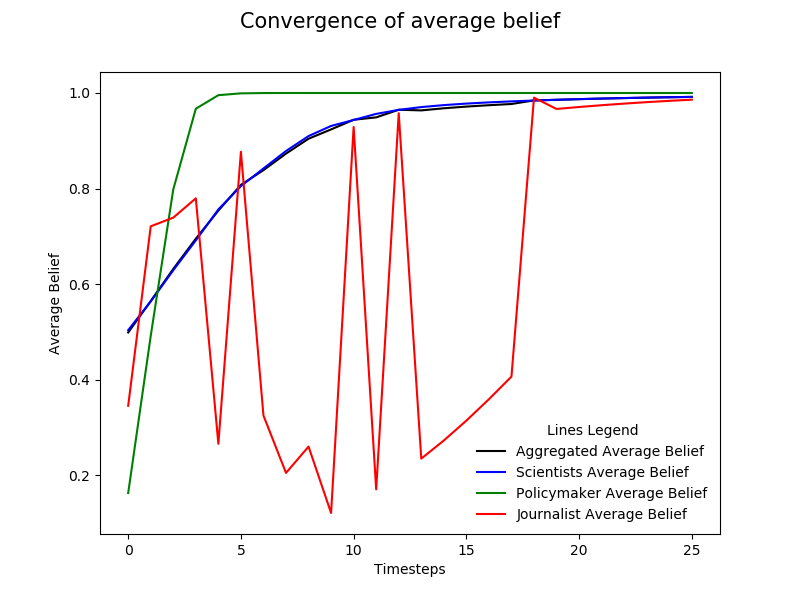 Convergence of average belief
1.0
0.8
0.6
0.4
0.2
Average Belief
Lines Legend
Aggregated Average Belief
Scientists Average Belief
Policymaker Average Belief
Journalist Average Belief
0 5 10 15 20 25
Timesteps